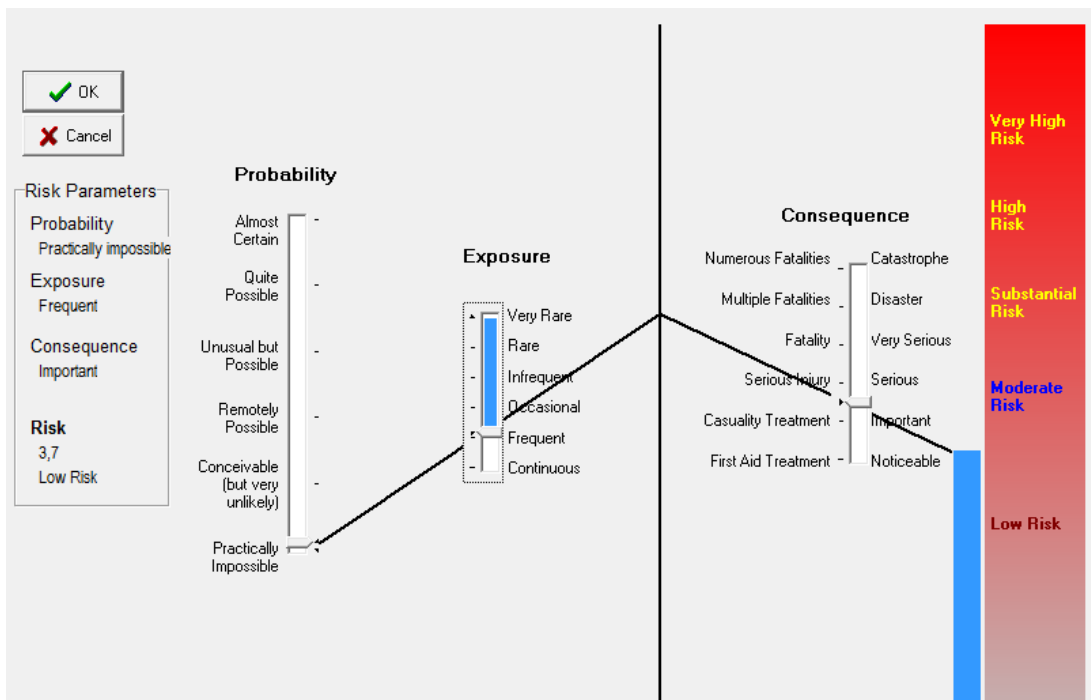 OK
Cancel
Risk Parameters
Probability
Practically impossible
Exposure
Frequent
Consequence
Important
Risk
3,7
Low Risk
Probability
Almost
Certain
Quite
Possible
Unusual but
Possible
Remotely
Possible
Conceivable
(but very
unlikely)
Practically
Impossible
Exposure
Very Rare
Rare
Infrequent
Occasional
Frequent
Continuous
Consequence
Numerous Fatalities Catastrophe
Multiple Fatalities Disaster
Fatality Very Serious
Serious Injury Serious
Casuality Treatment Important
First Aid Treatment Noticeable
Very High
Risk
High
Risk
Substantial
Risk
Moderate
Risk
Low Risk